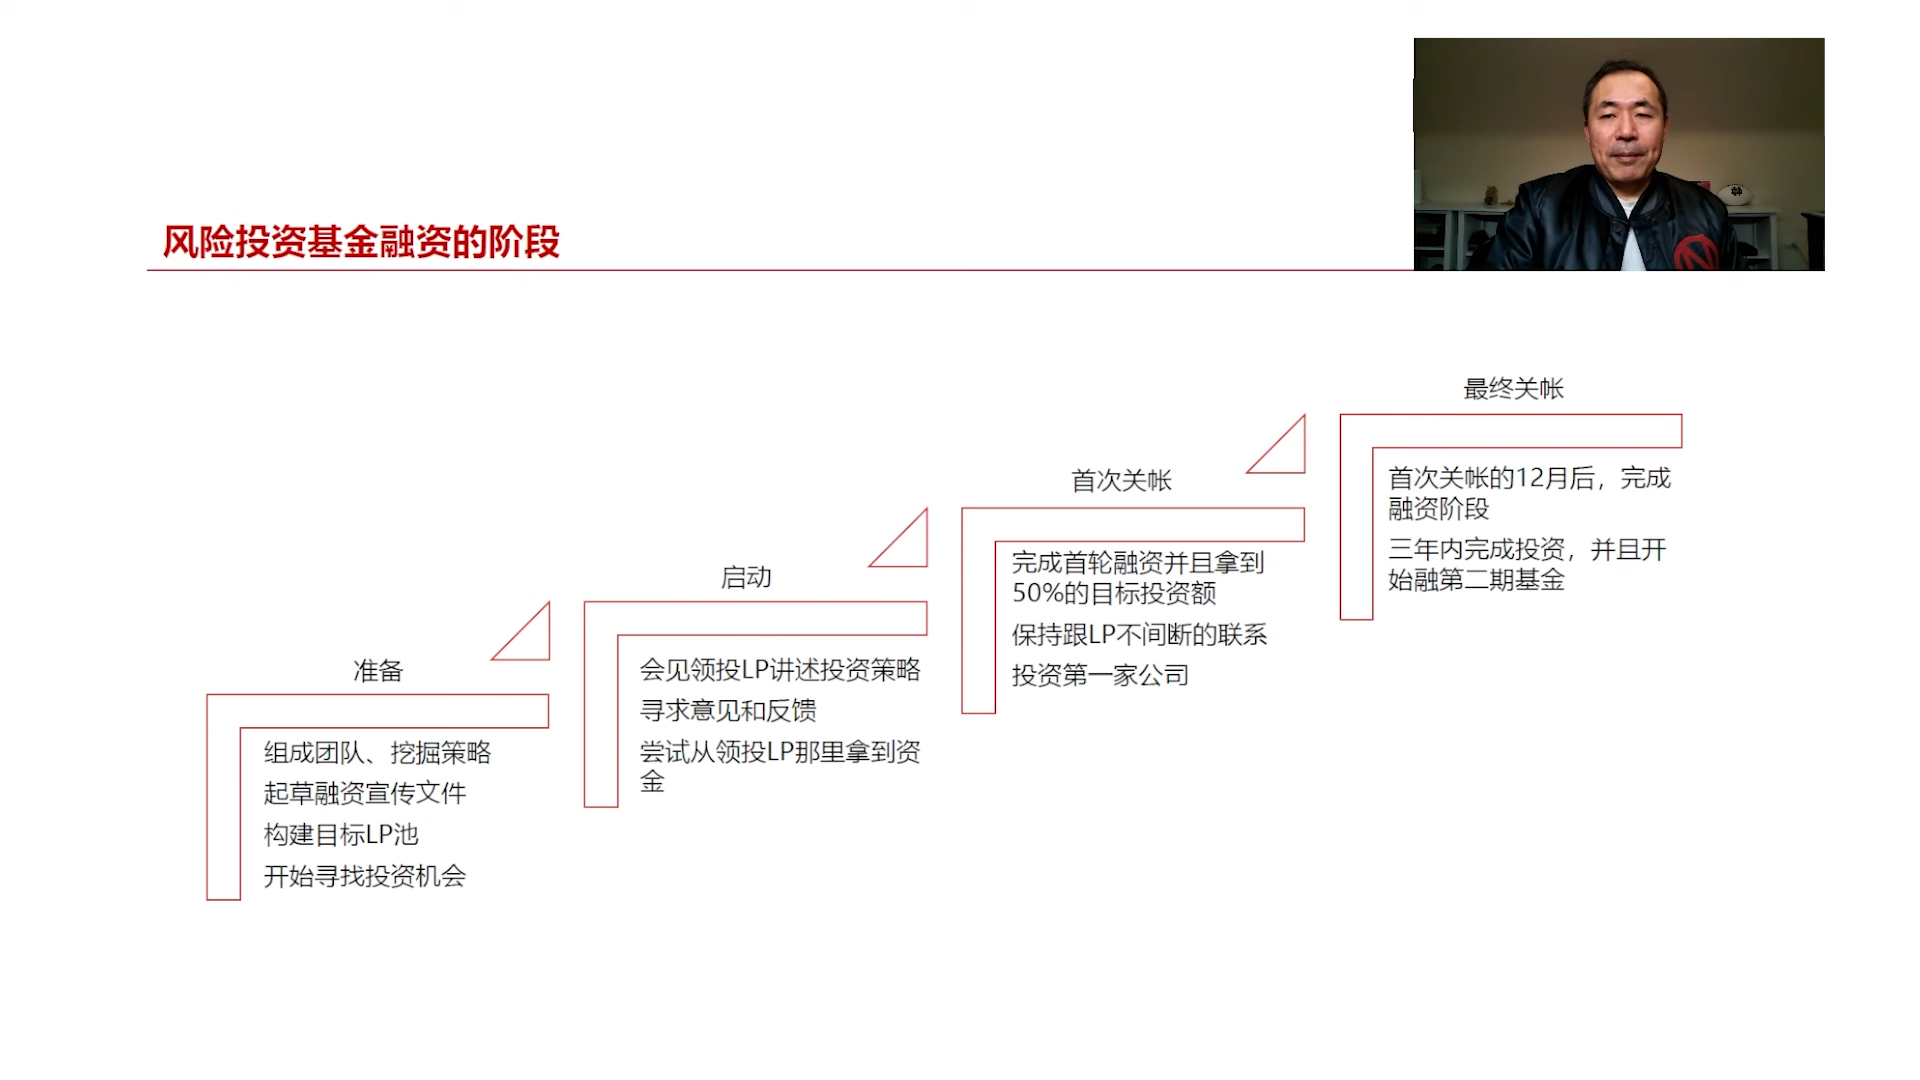 风险投资基金融资的阶段
准备
组成团队、挖掘策略
起草融资宣传文件
构建目标LP池
开始寻找投资机会
启动
会见领投LP讲述投资策略
寻求意见和反馈
尝试从领投LP那里拿到资
金
首次关帐
完成首轮融资并且拿到
50%的目标投资额
保持跟LP不间断的联系
投资第一家公司
最终关帐
首次关帐的12月后，完成
融资阶段
三年内完成投资，并且开
始融第二期基金